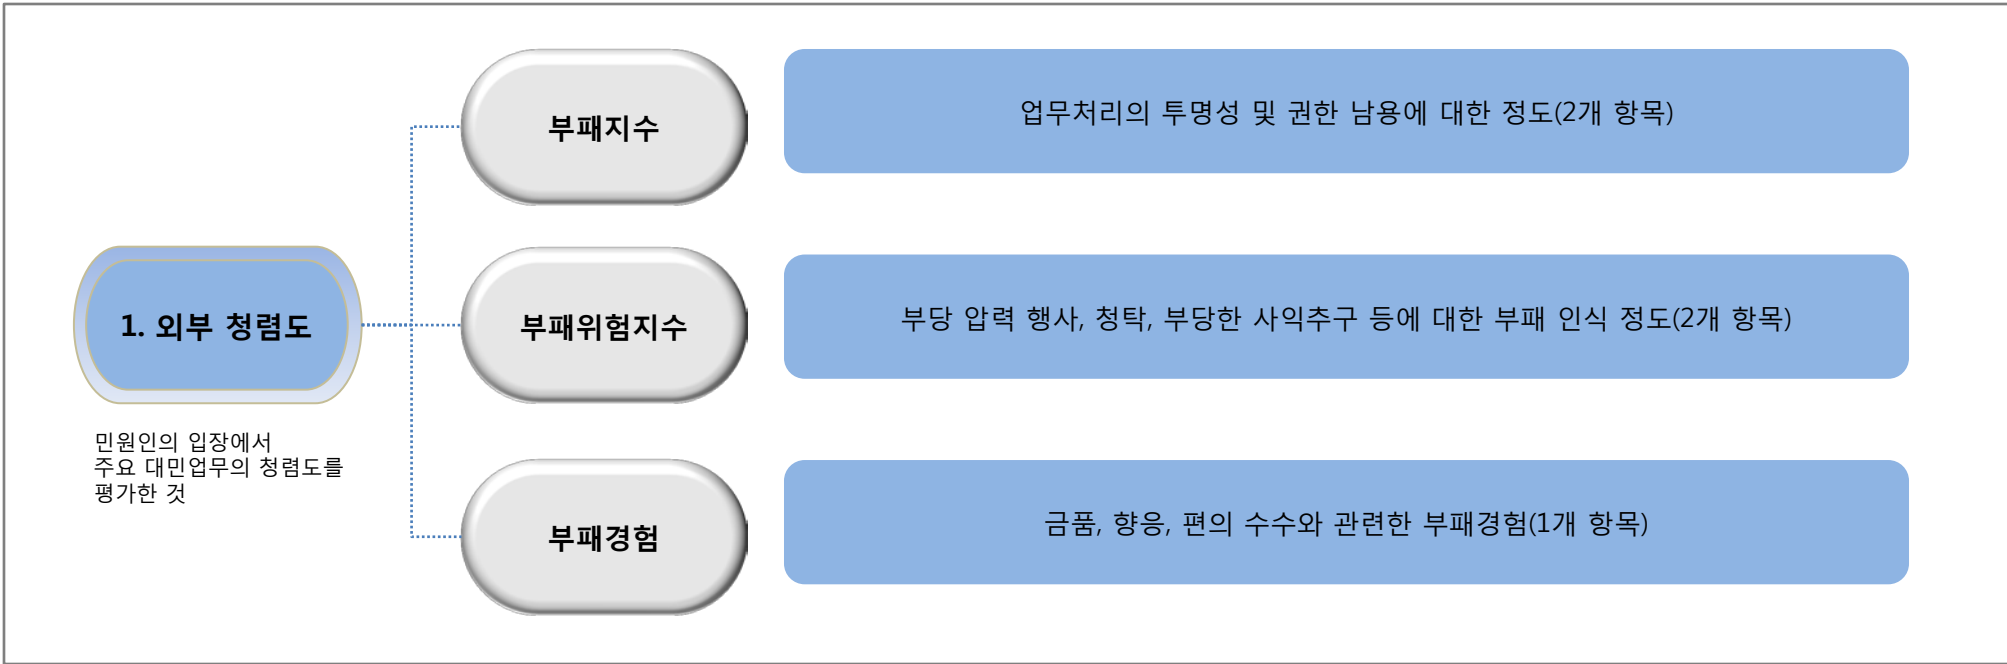 부패지수
업무처리의 투명성 및 권한 남용에 대한 정도(2개 항목)
1. 외부 청렴도
민원인의 입장에서
주요 대민업무의 청렴도를
평가한 것
부패위험지수
부당 압력 행사, 청탁, 부당한 사익추구 등에 대한 부패 인식 정도(2개 항목)
부패경험
금품, 향응, 편의 수수와 관련한 부패경험(1개 항목)